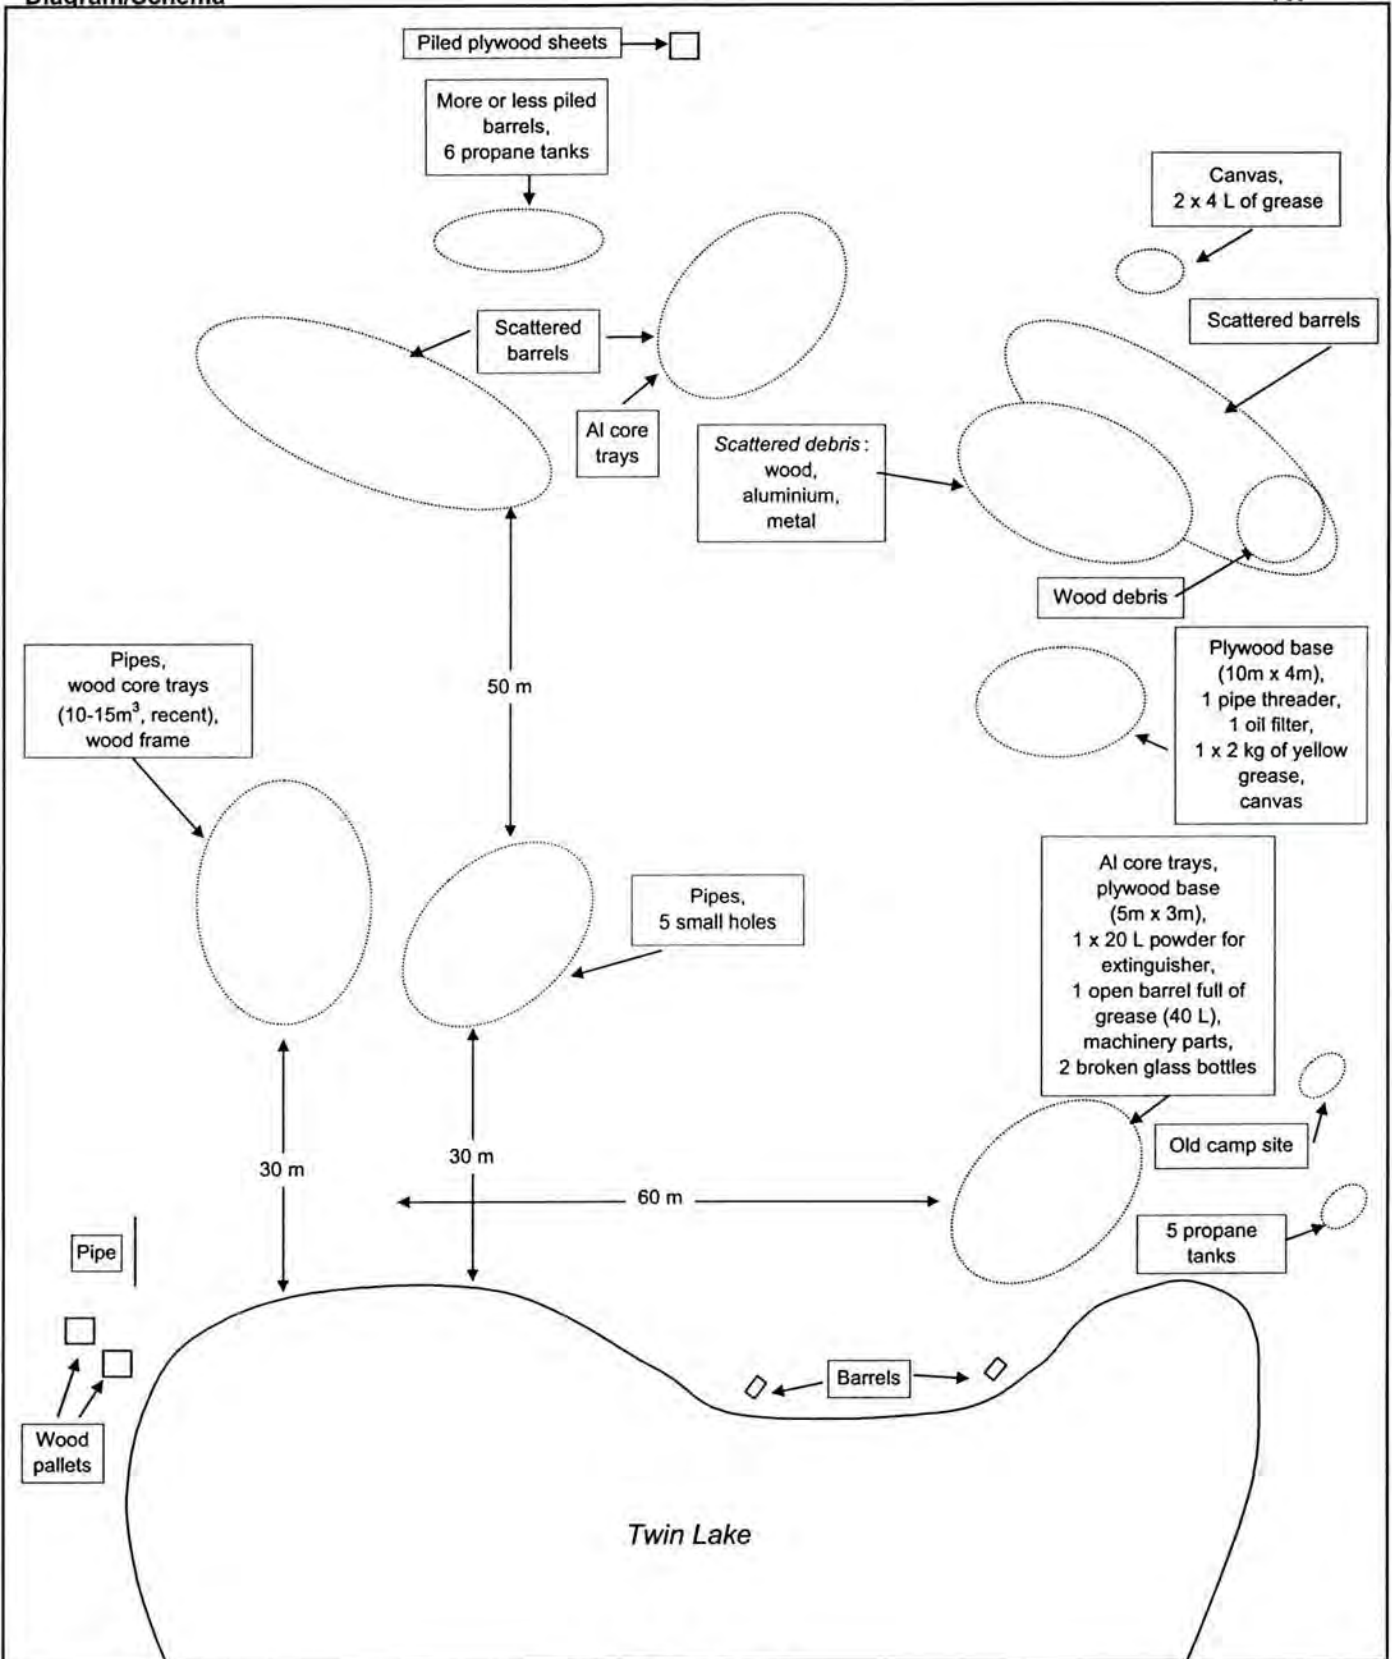 Diagram/Schema
Piled plywood sheets
More or less piled
barrels,
6 propane tanks
Canvas,
2 x 4 L of grease
Scattered
barrels
Scattered barrels
Al core
trays
Scattered debris :
wood,
aluminium,
metal
Wood debris
Pipes,
wood core trays
(10-15m³, recent),
wood frame
50 m
Plywood base
(10m x 4m),
1 pipe threader,
1 oil filter,
1 x 2 kg of yellow
grease,
canvas
Pipes,
5 small holes
Al core trays,
plywood base
(5m x 3m),
1 x 20 L powder for
extinguisher,
1 open barrel full of
grease (40 L),
machinery parts,
2 broken glass bottles
Old camp site
30 m
30 m
60 m
5 propane
tanks
Pipe
Barrels
Wood
pallets
Twin Lake